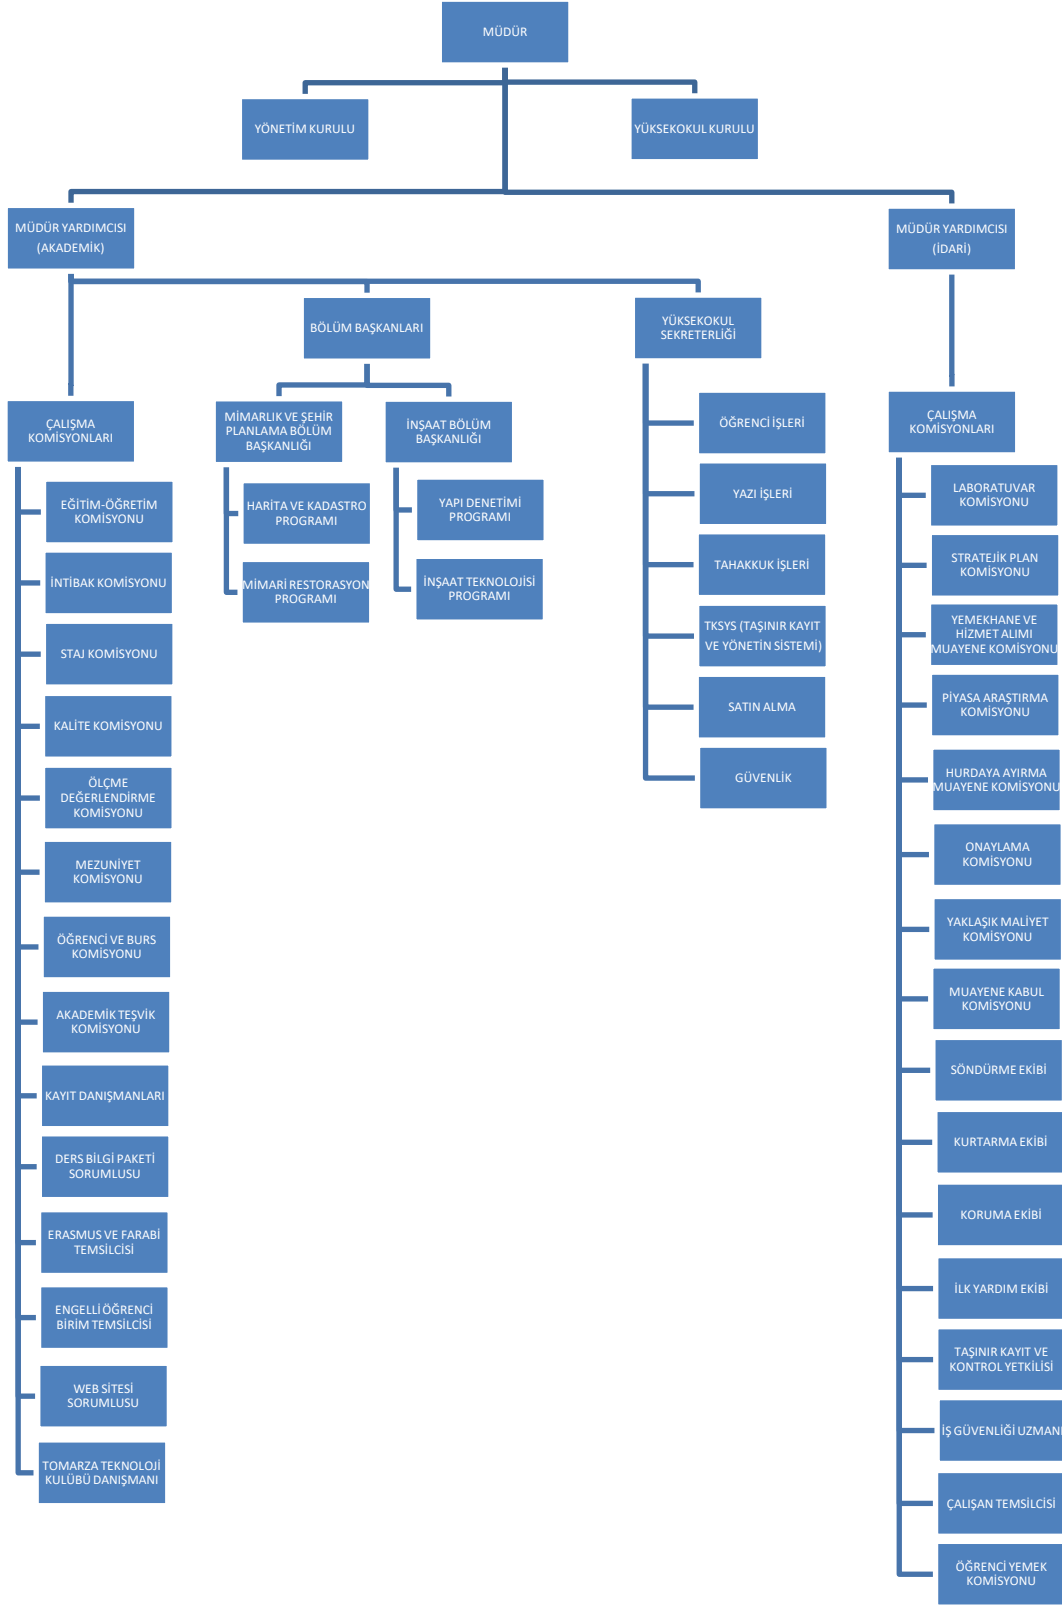 MÜDÜR
YÖNETİM KURULU
YÜKSEKOKUL KURULU
MÜDÜR YARDIMCISI
(AKADEMİK)
MÜDÜR YARDIMCISI
(İDARİ)
BÖLÜM BAŞKANLARI
YÜKSEKOKUL
SEKRETERLİĞİ
ÇALIŞMA
KOMİSYONLARI
EĞİTİM-ÖĞRETİM
KOMİSYONU
İNTİBAK KOMİSYONU
STAJ KOMİSYONU
KALİTE KOMİSYONU
ÖLÇME
DEĞERLENDİRME
KOMİSYONU
MEZUNİYET
KOMİSYONU
ÖĞRENCİ VE BURS
KOMİSYONU
AKADEMİK TEŞVİK
KOMİSYONU
KAYIT DANIŞMANLARI
DERS BİLGİ PAKETİ
SORUMLUSU
ERASMUS VE FARABİ
TEMSİLCİSİ
ENGELLİ ÖĞRENCİ
BİRİM TEMSİLCİSİ
WEB SİTESİ
SORUMLUSU
TOMARZA TEKNOLOJİ
KULÜBÜ DANIŞMANI
MİMARLIK VE ŞEHİR
PLANLAMA BÖLÜM
BAŞKANLIĞI
HARİTA VE KADASTRO
PROGRAMI
MİMARİ RESTORASYON
PROGRAMI
İNŞAAT BÖLÜM
BAŞKANLIĞI
YAPI DENETİMİ
PROGRAMI
İNŞAAT TEKNOLOJİSİ
PROGRAMI
ÖĞRENCİ İŞLERİ
YAZI İŞLERİ
TAHAKKUK İŞLERİ
TKSYS (TAŞINIR KAYIT
VE YÖNETİN SİSTEMİ)
SATIN ALMA
GÜVENLİK
ÇALIŞMA
KOMİSYONLARI
LABORATUVAR
KOMİSYONU
STRATEJİK PLAN
KOMİSYONU
YEMEKHANE VE
HİZMET ALIMI
MUAYENE KOMİSYONU
PİYASA ARAŞTIRMA
KOMİSYONU
HURDAYA AYIRMA
MUAYENE KOMİSYONU
ONAYLAMA
KOMİSYONU
YAKLAŞIK MALİYET
KOMİSYONU
MUAYENE KABUL
KOMİSYONU
SÖNDÜRME EKİBİ
KURTARMA EKİBİ
KORUMA EKİBİ
İLK YARDIM EKİBİ
TAŞINIR KAYIT VE
KONTROL YETKİLİSİ
İŞ GÜVENLİĞİ UZMANI
ÇALIŞAN TEMSİLCİSİ
ÖĞRENCİ YEMEK
KOMİSYONU